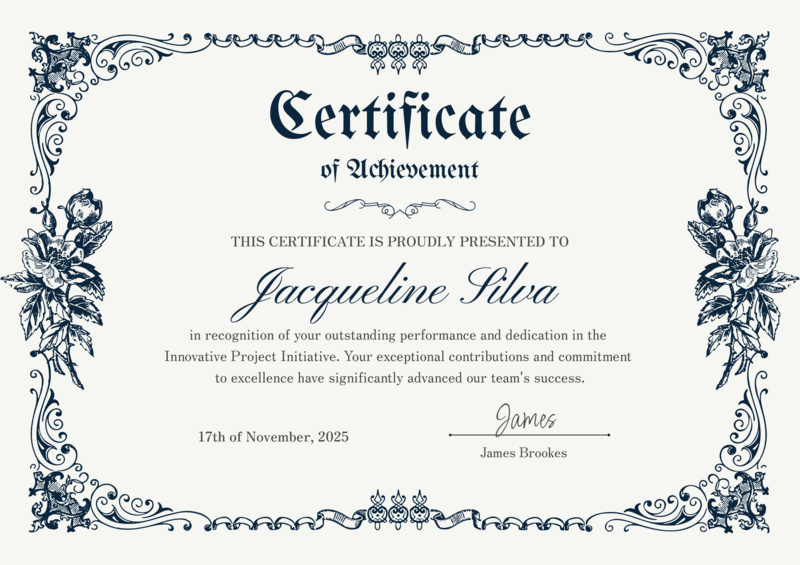 Certificate
of Achievement
THIS CERTIFICATE IS PROUDLY PRESENTED TO
Jacqueline Silva
in recognition of your outstanding performance and dedication in the
Innovative Project Initiative. Your exceptional contributions and commitment
to excellence have significantly advanced our team's success.
James
17th of November, 2025
James Brookes